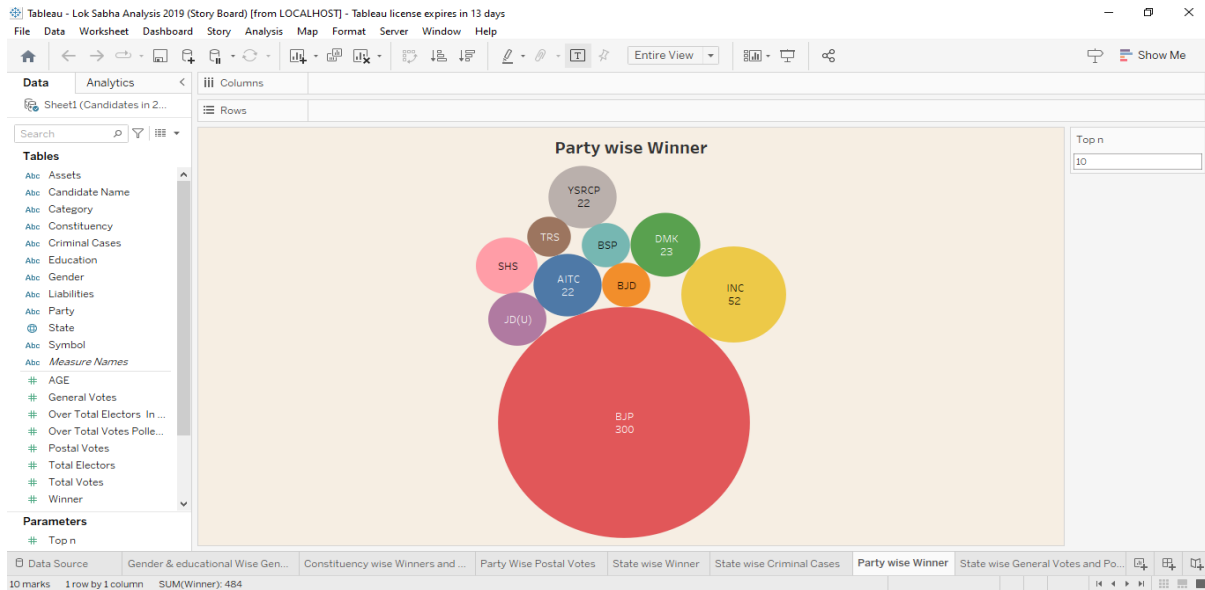 Tableau - Lok Sabha Analysis 2019 (Story Board) [from LOCALHOST] - Tableau license expires in 13 days
File Data Worksheet Dashboard Story Analysis Map Format Server Window Help
Entire View
Show Me
Data Analytics
Columns
Sheet1 (Candidates in 2...
Rows
Search
Tables
Abc Assets
Abc Candidate Name
Abc Category
Abc Constituency
Abc Criminal Cases
Abc Education
Abc Gender
Abc Liabilities
Abc Party
State
Abc Symbol
Abc Measure Names
# AGE
# General Votes
# Over Total Electors In ...
# Over Total Votes Polle...
# Postal Votes
# Total Electors
# Total Votes
# Winner
Parameters
# Top n
Party wise Winner
YSRCP
22
TRS
BSP
DMK
23
SHS
AITC
22
BJD
INC
52
JD(U)
BJP
300
Top n
10
Data Source Gender & educational Wise Gen... Constituency wise Winners and ... Party Wise Postal Votes State wise Winner State wise Criminal Cases Party wise Winner State wise General Votes and Po...
10 marks 1 row by 1 column SUM(Winner): 484